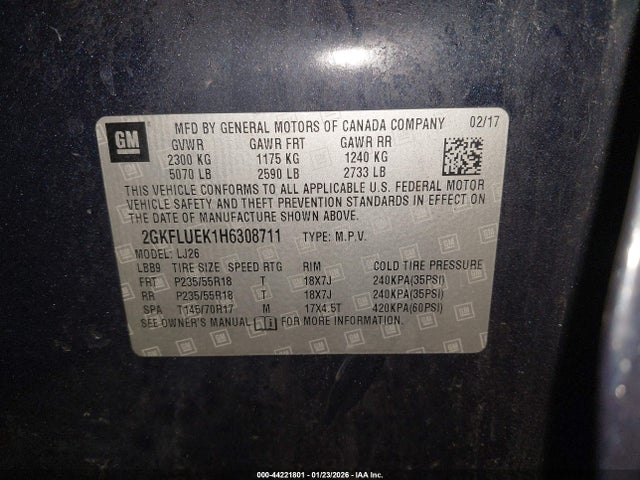 GM
MFD BY GENERAL MOTORS OF CANADA COMPANY 02/17
GVWR GAWR FRT GAWR RR
2300 KG 1175 KG 1240 KG
5070 LB 2590 LB 2733 LB
THIS VEHICLE CONFORMS TO ALL APPLICABLE U.S. FEDERAL MOTOR
VEHICLE SAFETY AND THEFT PREVENTION STANDARDS IN EFFECT ON
THE DATE OF MANUFACTURE SHOWN ABOVE.
2GKFLUEK1H6308711 TYPE: M.P.V.
MODEL: LJ26
LBB9 TIRE SIZE SPEED RTG RIM COLD TIRE PRESSURE
FRT P235/55R18 T 18X7J 240KPA(35PSI)
RR P235/55R18 T 18X7J 240KPA(35PSI)
SPA T145/70R17 M 17X4.5T 420KPA(60PSI)
SEE OWNER'S MANUAL FOR MORE INFORMATION.
000-44221801 - 01/23/2026 - IAA Inc.